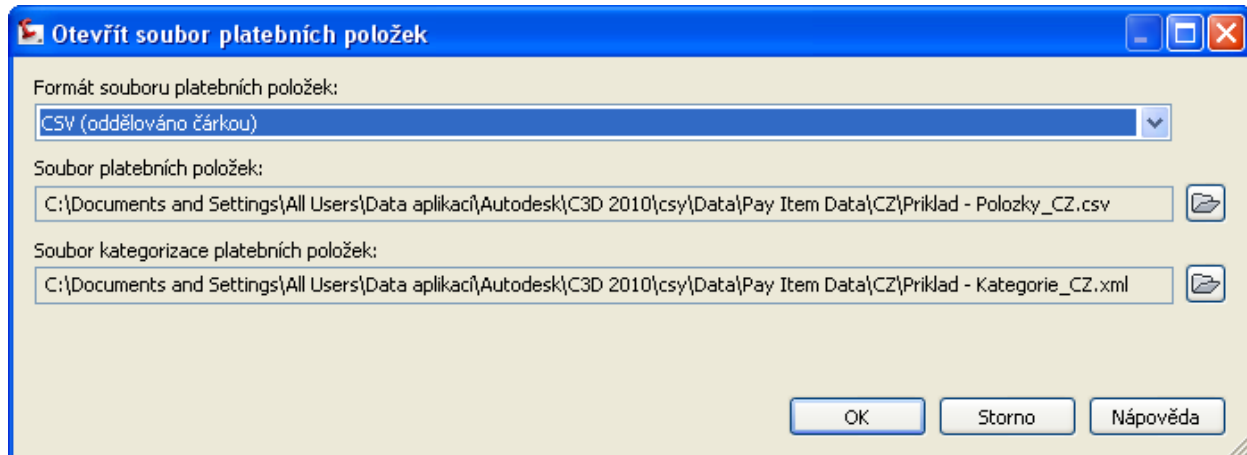 Otevřít soubor platebních položek
Formát souboru platebních položek:
CSV (oddělováno čárkou)
Soubor platebních položek:
C:\Documents and Settings\All Users\Data aplikací\Autodesk\C3D 2010\csy\Data\Pay Item Data\CZ\Priklad - Polozky_CZ.csv
Soubor kategorizace platebních položek:
C:\Documents and Settings\All Users\Data aplikací\Autodesk\C3D 2010\csy\Data\Pay Item Data\CZ\Priklad - Kategorie_CZ.xml
OK Storno Nápověda